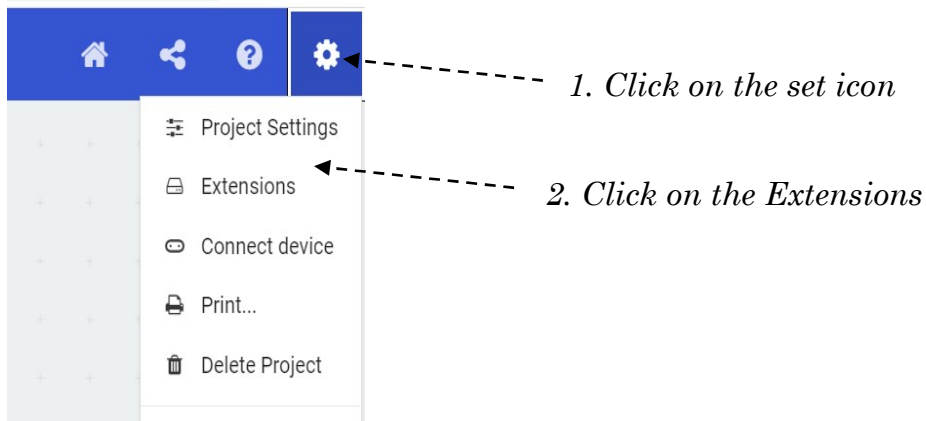 1. Click on the set icon
Project Settings
Extensions
2. Click on the Extensions
Connect device
Print...
Delete Project